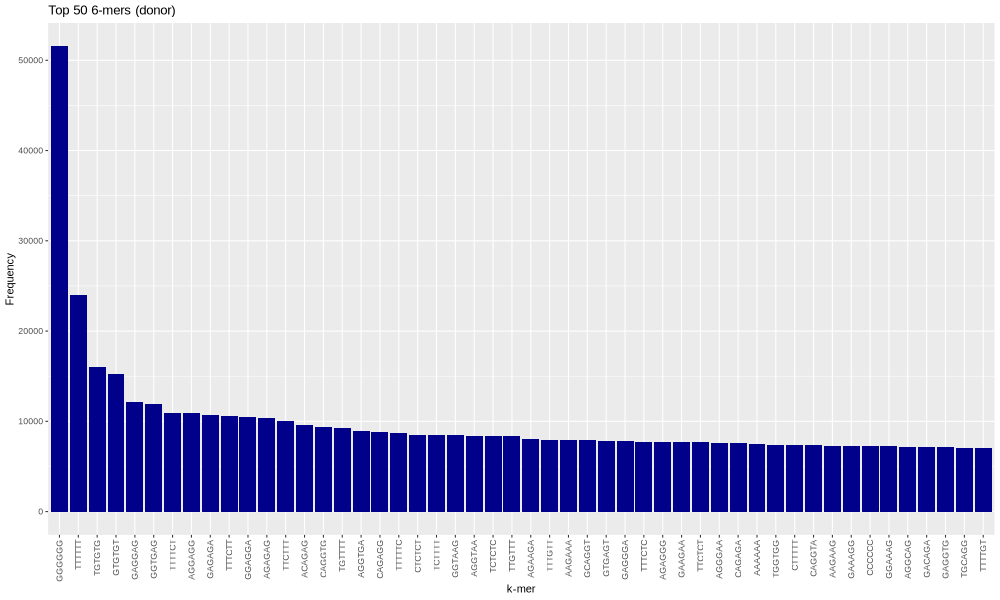 Top 50 6-mers (donor)
Frequency
50000
40000
30000
20000
10000
0
GGGGGG
TTTTTT
TGTGTG
GTGTGT
GAGGAG
GGTGAG
TTTTCT
AGGAGG
GAGAGA
TTTCTT
GGAGGA
AGAGAG
TTCTTT
ACAGAG
CAGGTG
TGTTTT
AGGTGA
CAGAGG
TTTTTC
CTCTCT
TCTTTT
GGTAAG
AGGTAA
TCTCTC
TTGTTT
AGAAGA
TTTGTT
AAGAAA
GCAGGT
GTGAGT
GAGGGA
TTTCTC
AGAGGG
GAAGAA
TTCTCT
AGGGAA
CAGAGA
AAAAAA
TGGTGG
CTTTTT
CAGGTA
AAGAAG
GAAAGG
CCCCCC
GGAAAG
AGGCAG
GACAGA
GAGGTG
TGCAGG
TTTTGT
k-mer